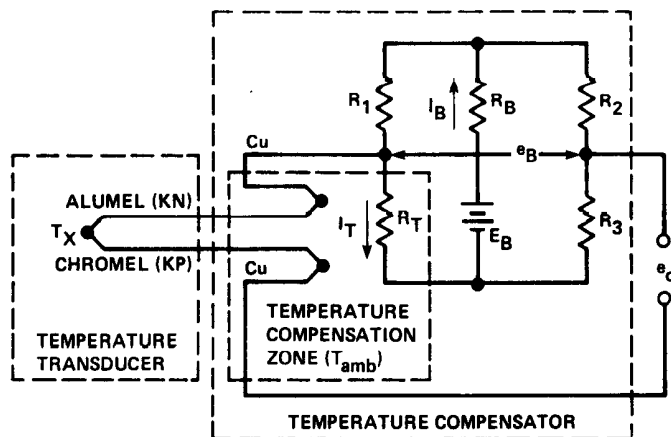 R1
IB
RB
R2
Cu
eB
ALUMEL (KN)
TX
IT
RT
EB
R3
CHROMEL (KP)
Cu
TEMPERATURE
TRANSDUCER
TEMPERATURE
COMPENSATION
ZONE (Tamb)
TEMPERATURE COMPENSATOR